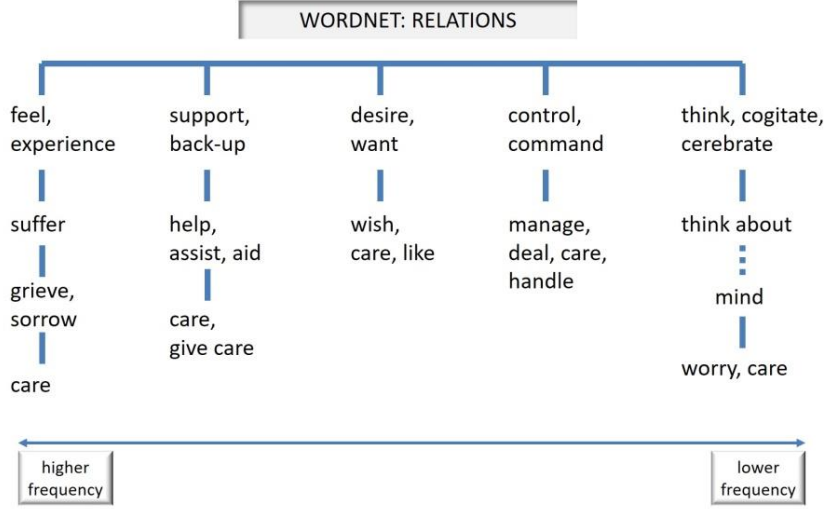 WORDNET: RELATIONS
feel,
experience
suffer
grieve,
sorrow
care
support,
back-up
help,
assist, aid
care,
give care
desire,
want
wish,
care, like
control,
command
manage,
deal, care,
handle
think, cogitate,
cerebrate
think about
mind
worry, care
higher
frequency
lower
frequency